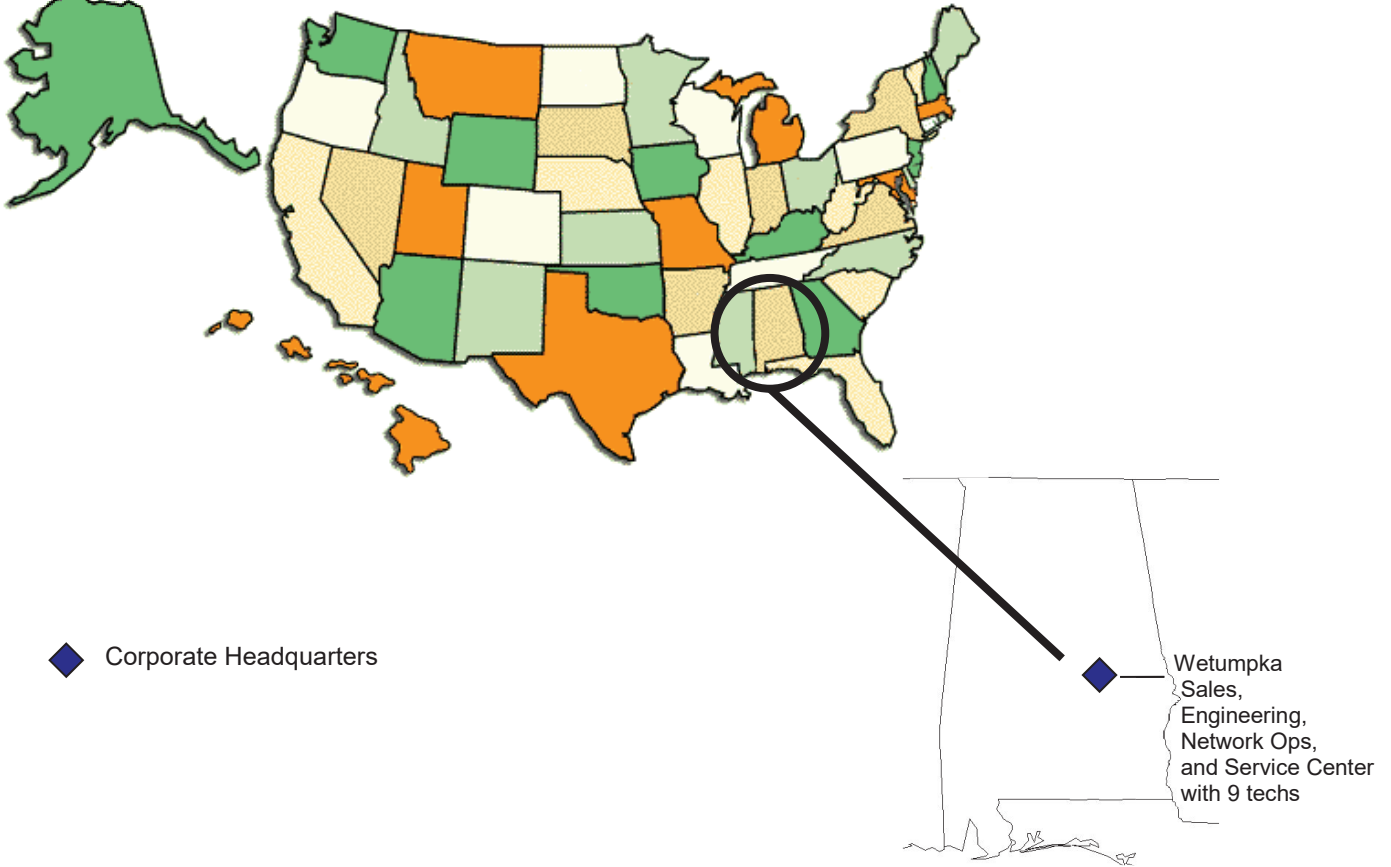 Corporate Headquarters
Wetumpka
Sales,
Engineering,
Network Ops,
and Service Center
with 9 techs